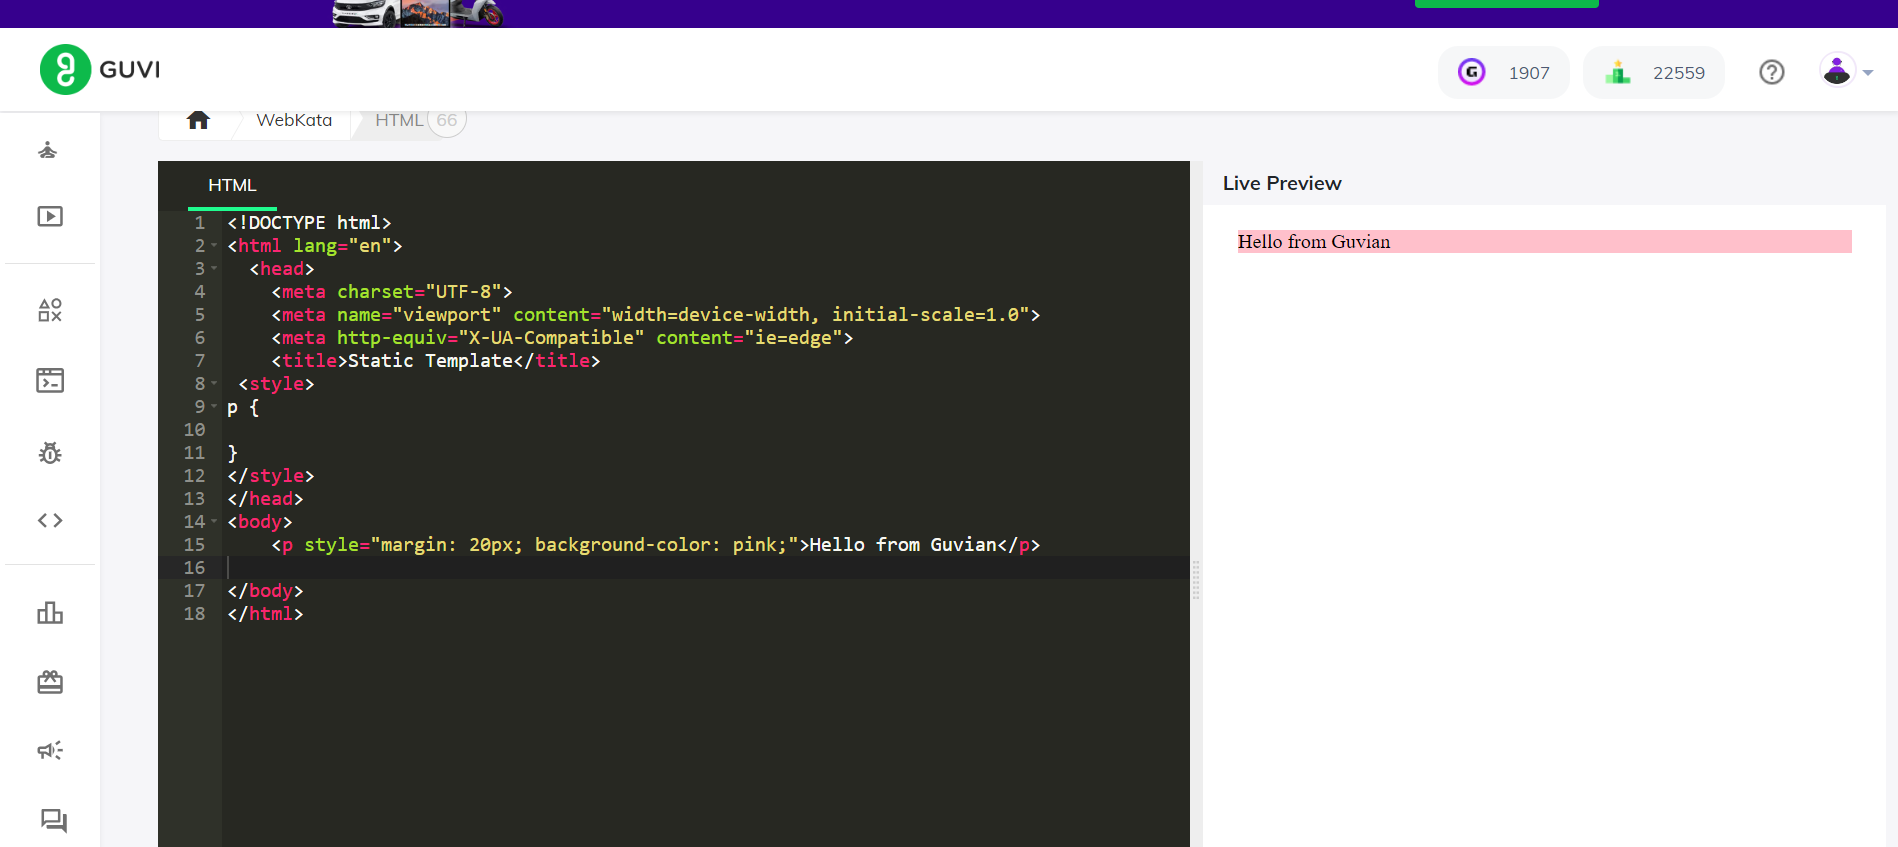 GUVI
1907
22559
WebKata
HTML 66
HTML
1 <!DOCTYPE html>
2 <html lang="en">
3   <head>
4     <meta charset="UTF-8">
5     <meta name="viewport" content="width=device-width, initial-scale=1.0">
6     <meta http-equiv="X-UA-Compatible" content="ie=edge">
7     <title>Static Template</title>
8  <style>
9 p {
10
11 }
12 </style>
13 </head>
14 <body>
15     <p style="margin: 20px; background-color: pink;">Hello from Guvian</p>
16
17 </body>
18 </html>
Live Preview
Hello from Guvian